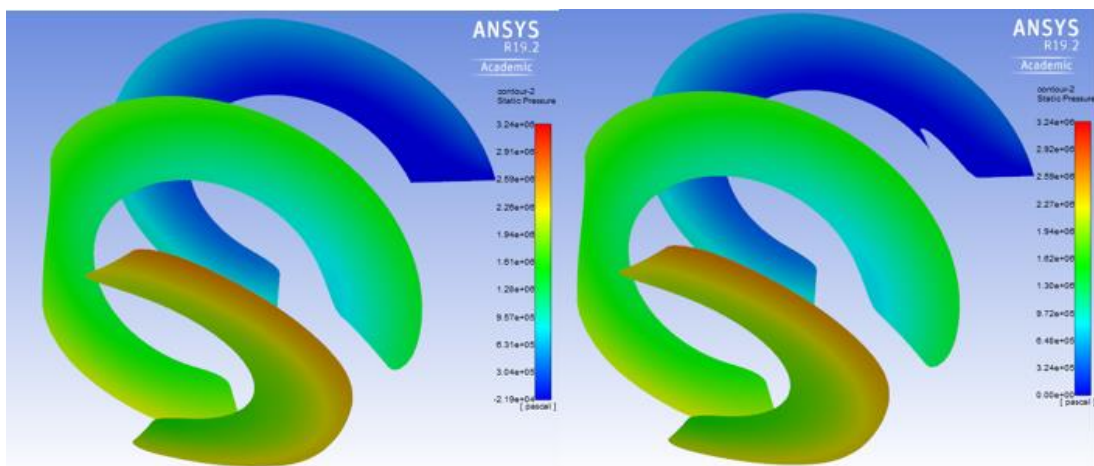 ANSYS
R19.2
Academic
contour-2
Static Pressure
3.24e+06
2.91e+06
2.59e+06
2.26e+06
1.94e+06
1.61e+06
1.28e+06
9.57e+05
6.31e+05
3.04e+05
-2.19e+04
[ pascal ]
ANSYS
R19.2
Academic
contour-2
Static Pressure
3.24e+06
2.92e+06
2.59e+06
2.27e+06
1.94e+06
1.62e+06
1.30e+06
9.72e+05
6.48e+05
3.24e+05
0.00e+00
[ pascal ]